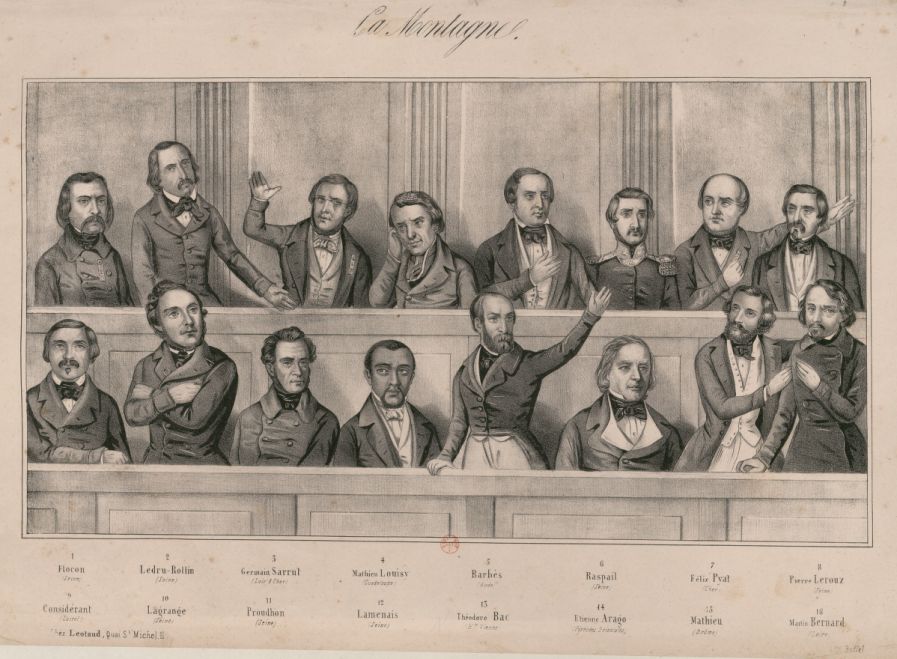 La Montagne.
1 2 3 4 5 6 7 8
Flocon Ledru-Rollin Germain Sarrut Mathieu Louisy Barbès Raspail Félix Pyat Pierre Leroux
(Seine) (Seine) (Loir & Cher) (Guadeloupe) (Aude) (Seine) (Cher) (Seine)
9 10 11 12 13 14 15 16
Considérant Lagrange Proudhon Lamenais Théodore Bac Etienne Arago Mathieu Martin Bernard
(Loiret) (Seine) (Seine) (Seine) (Hte Vienne) (Pyrénées Orientales) (Drôme) (Loire)
Chez Leotaud, Quai St Michel,